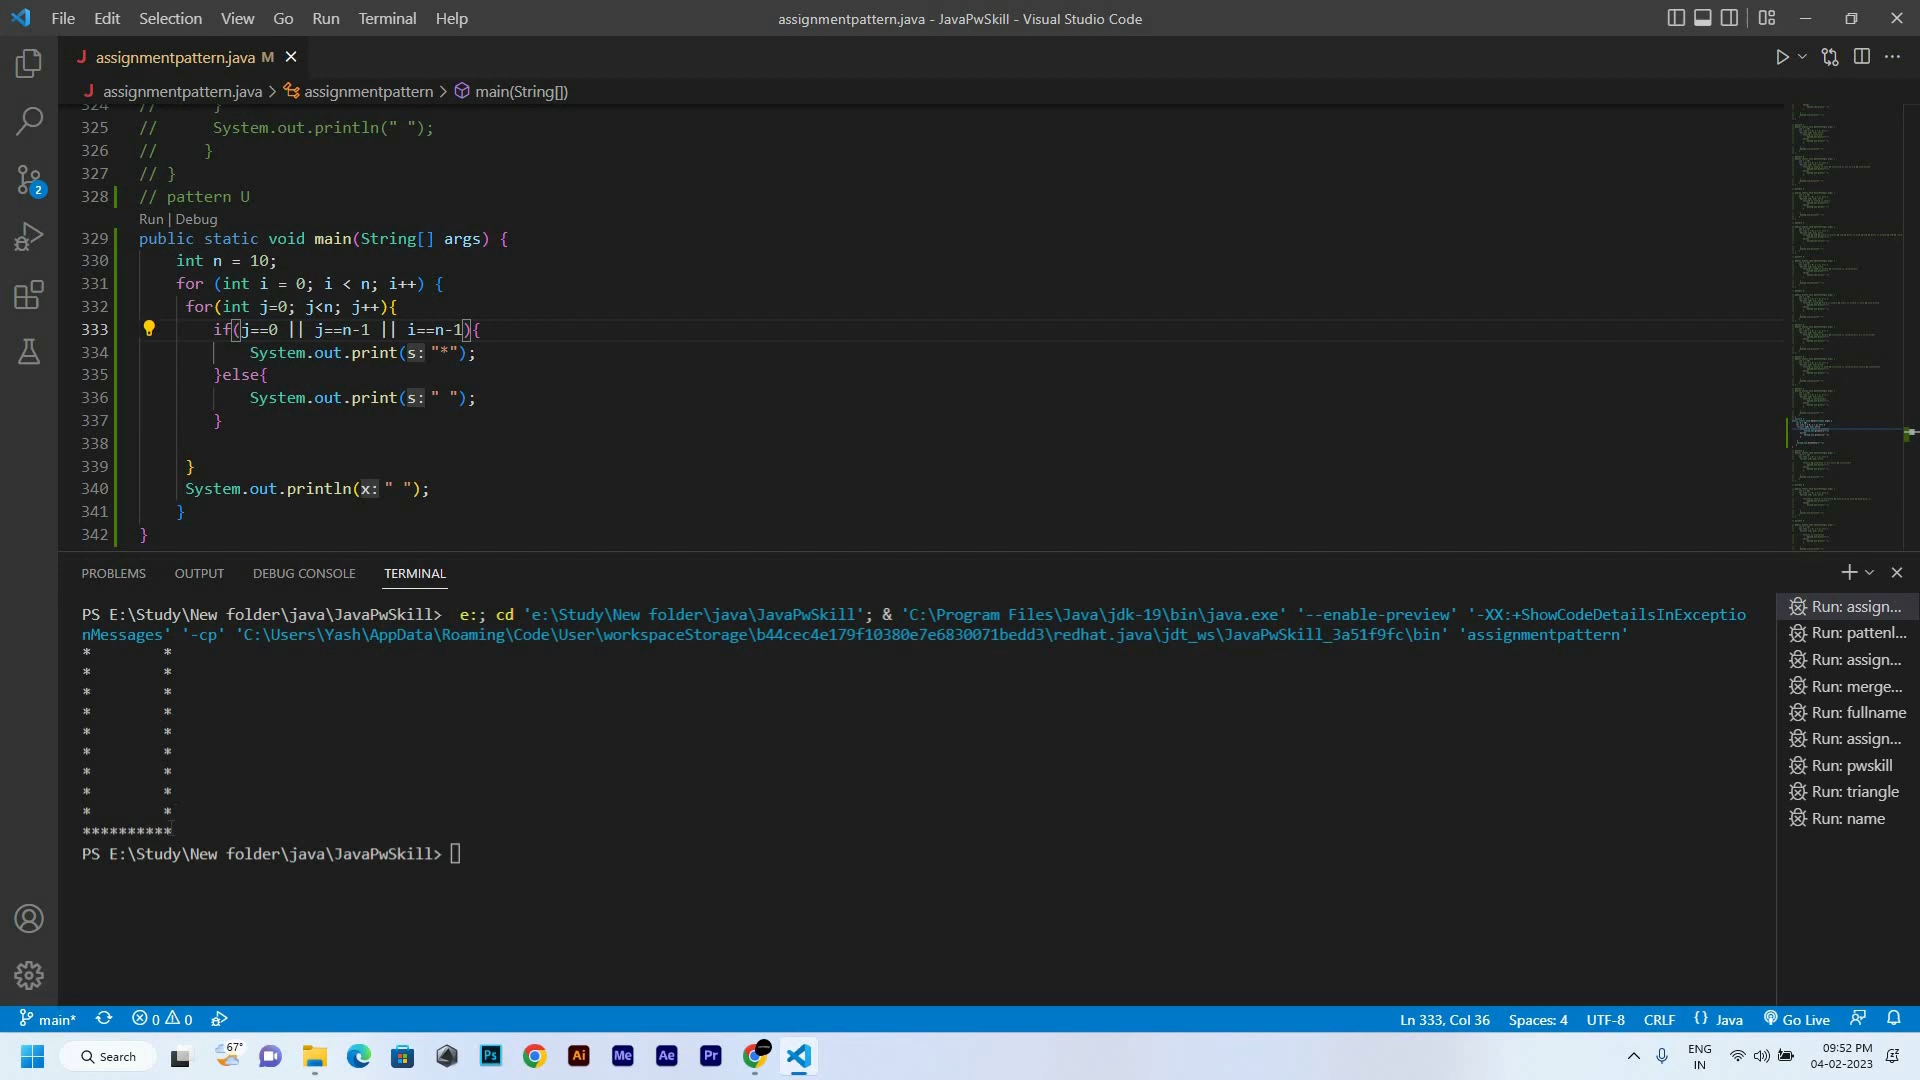 File Edit Selection View Go Run Terminal Help
assignmentpattern.java - JavaPwSkill - Visual Studio Code
J assignmentpattern.java M
J assignmentpattern.java > assignmentpattern > main(String[])
324 // }
325 // System.out.println(" ");
326 // }
327 // }
328 // pattern U
Run | Debug
329 public static void main(String[] args) {
330 int n = 10;
331 for (int i = 0; i < n; i++) {
332 for(int j=0; j<n; j++){
333 if(j==0 || j==n-1 || i==n-1){
334 System.out.print(s: "*");
335 }else{
336 System.out.print(s: " ");
337 }
338
339 }
340 System.out.println(x: " ");
341 }
342 }
2
PROBLEMS OUTPUT DEBUG CONSOLE TERMINAL
PS E:\Study\New folder\java\JavaPwSkill> e:; cd 'e:\Study\New folder\java\JavaPwSkill'; & 'C:\Program Files\Java\jdk-19\bin\java.exe' '--enable-preview' '-XX:+ShowCodeDetailsInExceptio
nMessages' '-cp' 'C:\Users\Yash\AppData\Roaming\Code\User\workspaceStorage\b44cec4e179f10380e7e6830071bedd3\redhat.java\jdt_ws\JavaPwSkill_3a51f9fc\bin' 'assignmentpattern'
*        *
*        *
*        *
*        *
*        *
*        *
*        *
*        *
*        *
**********
PS E:\Study\New folder\java\JavaPwSkill>
Run: assign...
Run: pattenl...
Run: assign...
Run: merge...
Run: fullname
Run: assign...
Run: pwskill
Run: triangle
Run: name
main* 0 0 Ln 333, Col 36 Spaces: 4 UTF-8 CRLF {} Java Go Live
Search 67° Ps Ai Me Ae Pr
ENG
IN
09:52 PM
04-02-2023